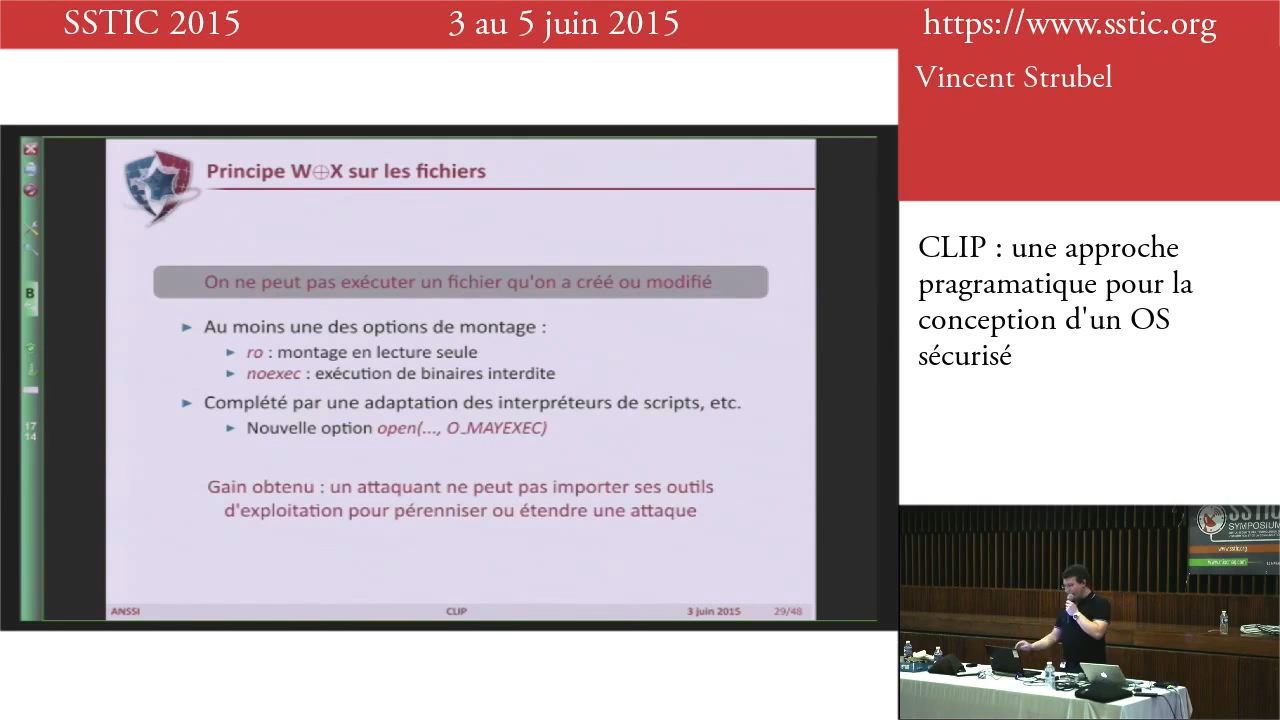 SSTIC 2015
3 au 5 juin 2015
https://www.sstic.org
Vincent Strubel
CLIP : une approche
pragramatique pour la
conception d'un OS
sécurisé
Principe W⊕X sur les fichiers
On ne peut pas exécuter un fichier qu'on a créé ou modifié
Au moins une des options de montage :
ro : montage en lecture seule
noexec : exécution de binaires interdite
Complété par une adaptation des interpréteurs de scripts, etc.
Nouvelle option open(..., O_MAYEXEC)
Gain obtenu : un attaquant ne peut pas importer ses outils
d'exploitation pour pérenniser ou étendre une attaque
ANSSI
CLIP
3 juin 2015
29/48
B
17
14
SSTIC
SYMPOSIUM
www.sstic.org